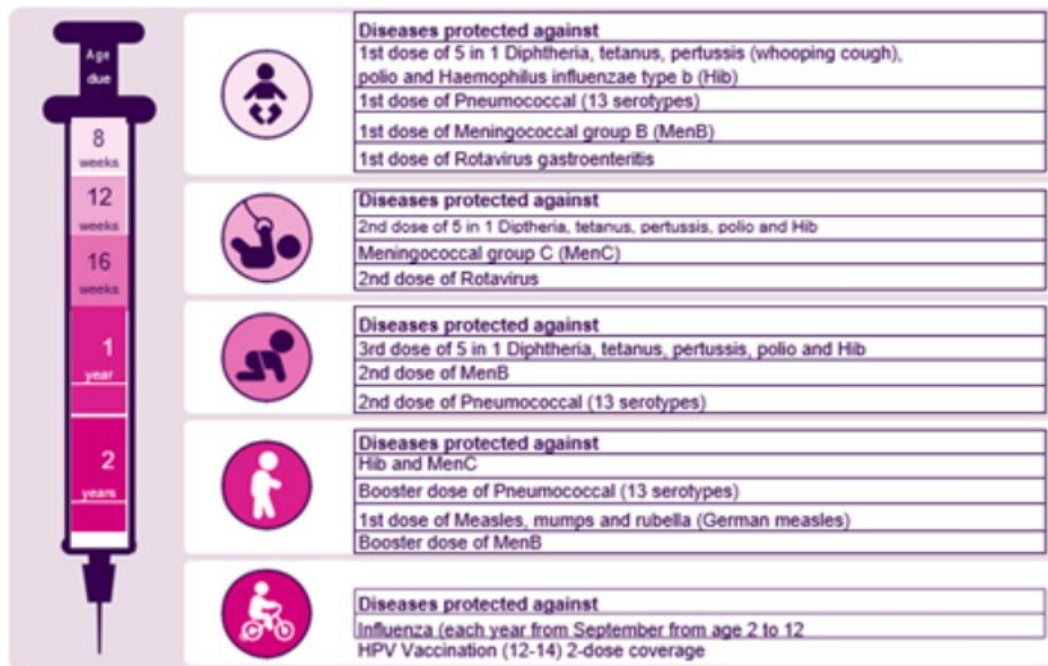 Age
due
8
weeks
12
weeks
16
weeks
1
year
2
years
Diseases protected against
1st dose of 5 in 1 Diphtheria, tetanus, pertussis (whooping cough),
polio and Haemophilus influenzae type b (Hib)
1st dose of Pneumococcal (13 serotypes)
1st dose of Meningococcal group B (MenB)
1st dose of Rotavirus gastroenteritis
Diseases protected against
2nd dose of 5 in 1 Diptheria, tetanus, pertussis, polio and Hib
Meningococcal group C (MenC)
2nd dose of Rotavirus
Diseases protected against
3rd dose of 5 in 1 Diphtheria, tetanus, pertussis, polio and Hib
2nd dose of MenB
2nd dose of Pneumococcal (13 serotypes)
Diseases protected against
Hib and MenC
Booster dose of Pneumococcal (13 serotypes)
1st dose of Measles, mumps and rubella (German measles)
Booster dose of MenB
Diseases protected against
Influenza (each year from September from age 2 to 12
HPV Vaccination (12-14) 2-dose coverage